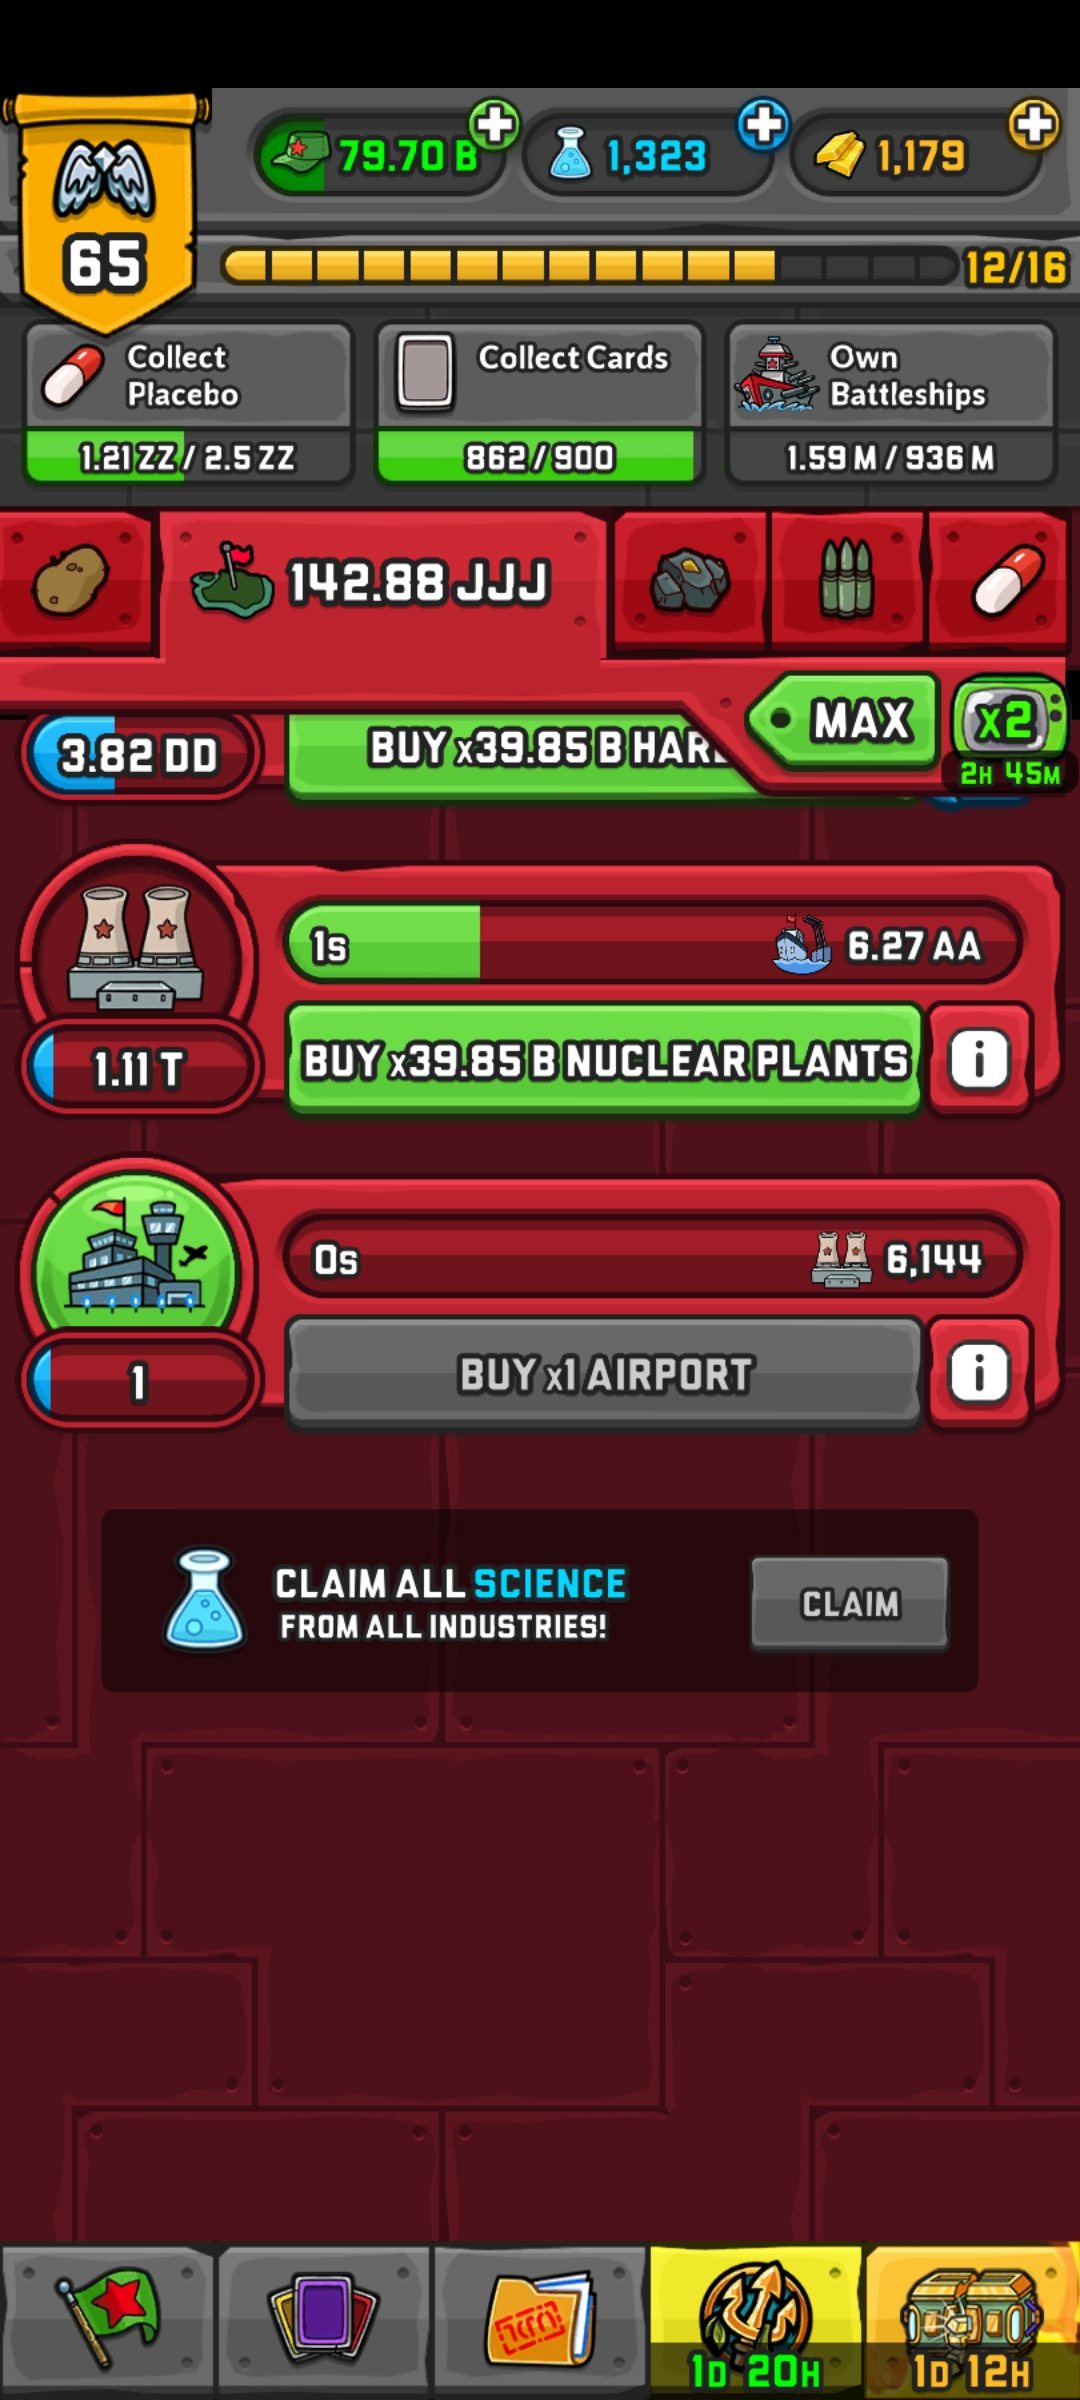 65
79.70 B
1,323
1,179
12/16
Collect
Placebo
1.21 ZZ / 2.5 ZZ
Collect Cards
862/900
Own
Battleships
1.59 M / 936 M
142.88 JJJ
MAX
x2
2H 45M
3.82 DD
BUY x39.85 B HAR
1s
6.27 AA
1.11 T
BUY x39.85 B NUCLEAR PLANTS
i
0s
6,144
1
BUY x1 AIRPORT
i
CLAIM ALL SCIENCE
FROM ALL INDUSTRIES!
CLAIM
1D 20H
1D 12H